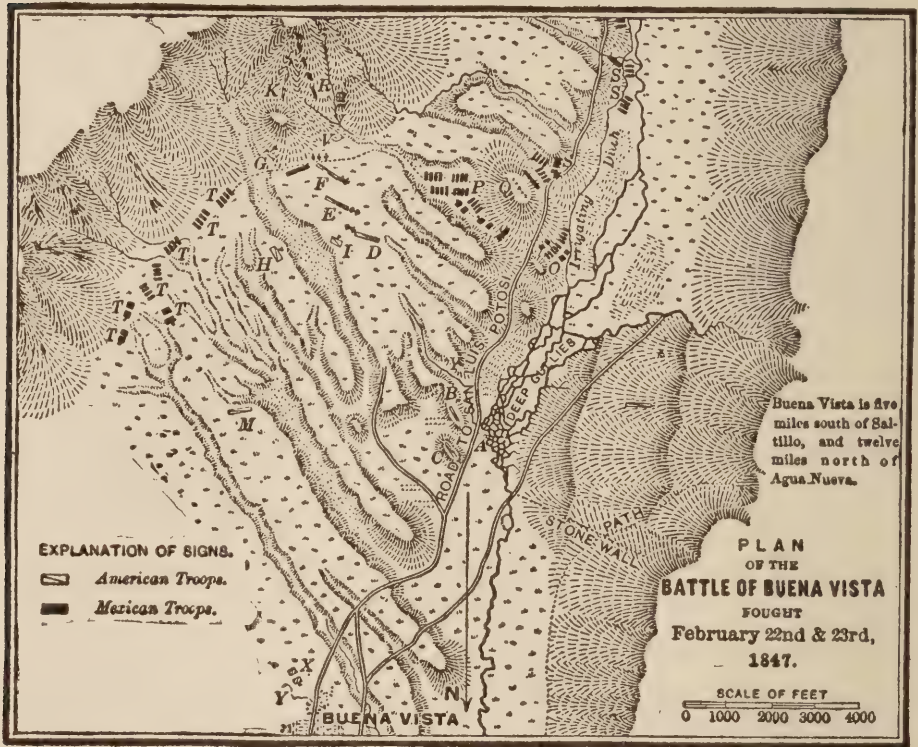 K
R
S
S
V
G
F
P
Q
J
T
T
E
Irrigating Ditch
H
I
D
O
T
T
T
T
T
ROAD TO SAN LUIS POTOSI
B
DEEP GULLIES
M
C
A
Buena Vista is five
miles south of Sal-
tillo, and twelve
miles north of
Agua Nueva.
PATH
STONE WALL
EXPLANATION OF SIGNS.
American Troops.
Mexican Troops.
PLAN
OF THE
BATTLE OF BUENA VISTA
FOUGHT
February 22nd & 23rd,
1847.
X
Y
N
BUENA VISTA
SCALE OF FEET
0 1000 2000 3000 4000